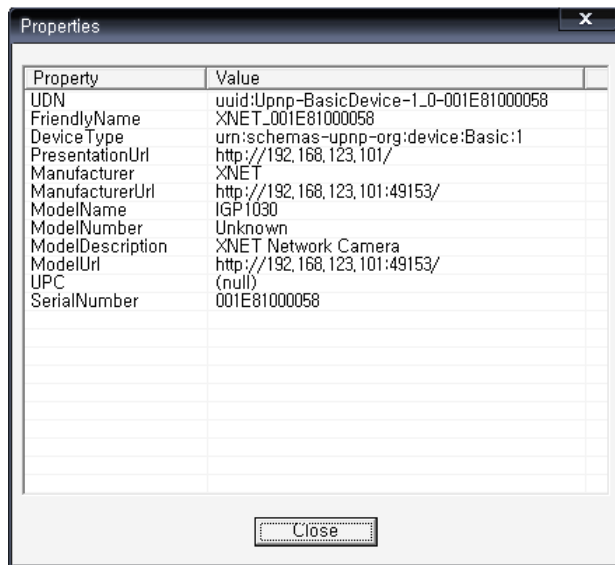 Properties
X
Property Value
UDN uuid:Upnp-BasicDevice-1_0-001E81000058
FriendlyName XNET_001E81000058
DeviceType urn:schemas-upnp-org:device:Basic:1
PresentationUrl http://192,168,123,101/
Manufacturer XNET
ManufacturerUrl http://192,168,123,101:49153/
ModelName IGP1030
ModelNumber Unknown
ModelDescription XNET Network Camera
ModelUrl http://192,168,123,101:49153/
UPC (null)
SerialNumber 001E81000058
Close